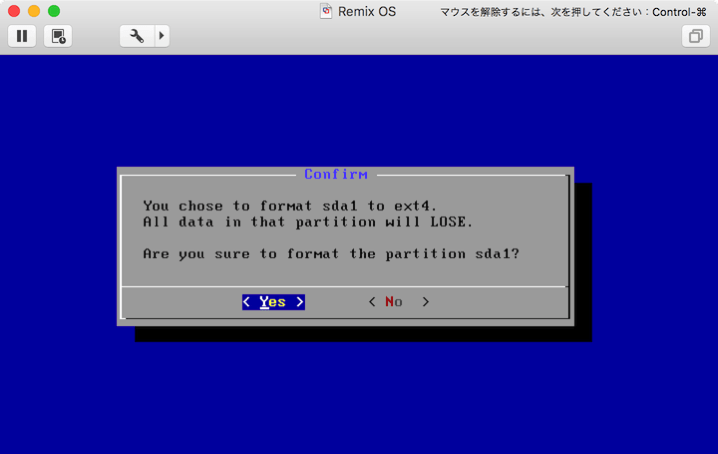 Remix OS
マウスを解除するには、次を押してください：Control-⌘
Confirm
You chose to format sda1 to ext4.
All data in that partition will LOSE.
Are you sure to format the partition sda1?
< Yes > < No >